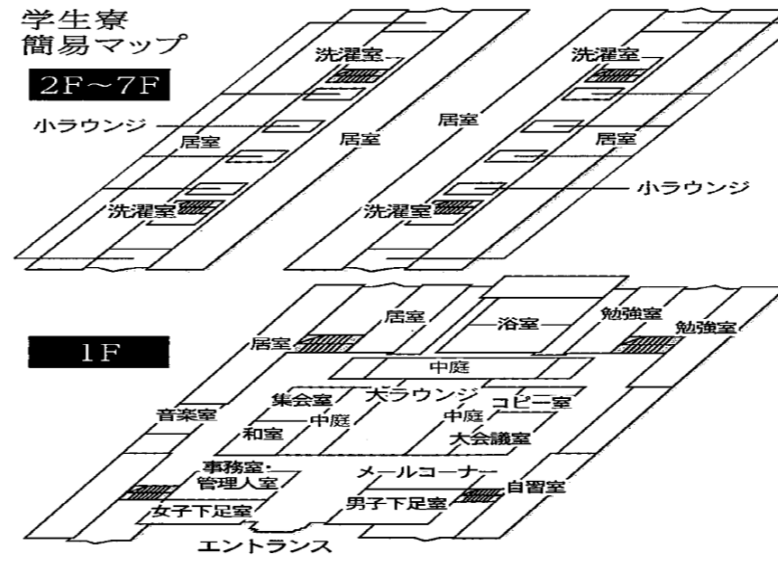 学生寮
簡易マップ
2F～7F
洗濯室
洗濯室
小ラウンジ
居室
居室
居室
居室
小ラウンジ
洗濯室
洗濯室
1F
居室
居室
浴室
勉強室
勉強室
中庭
集会室
大ラウンジ
コピー室
音楽室
中庭
中庭
和室
大会議室
事務室・
管理人室
メールコーナー
自習室
女子下足室
男子下足室
エントランス